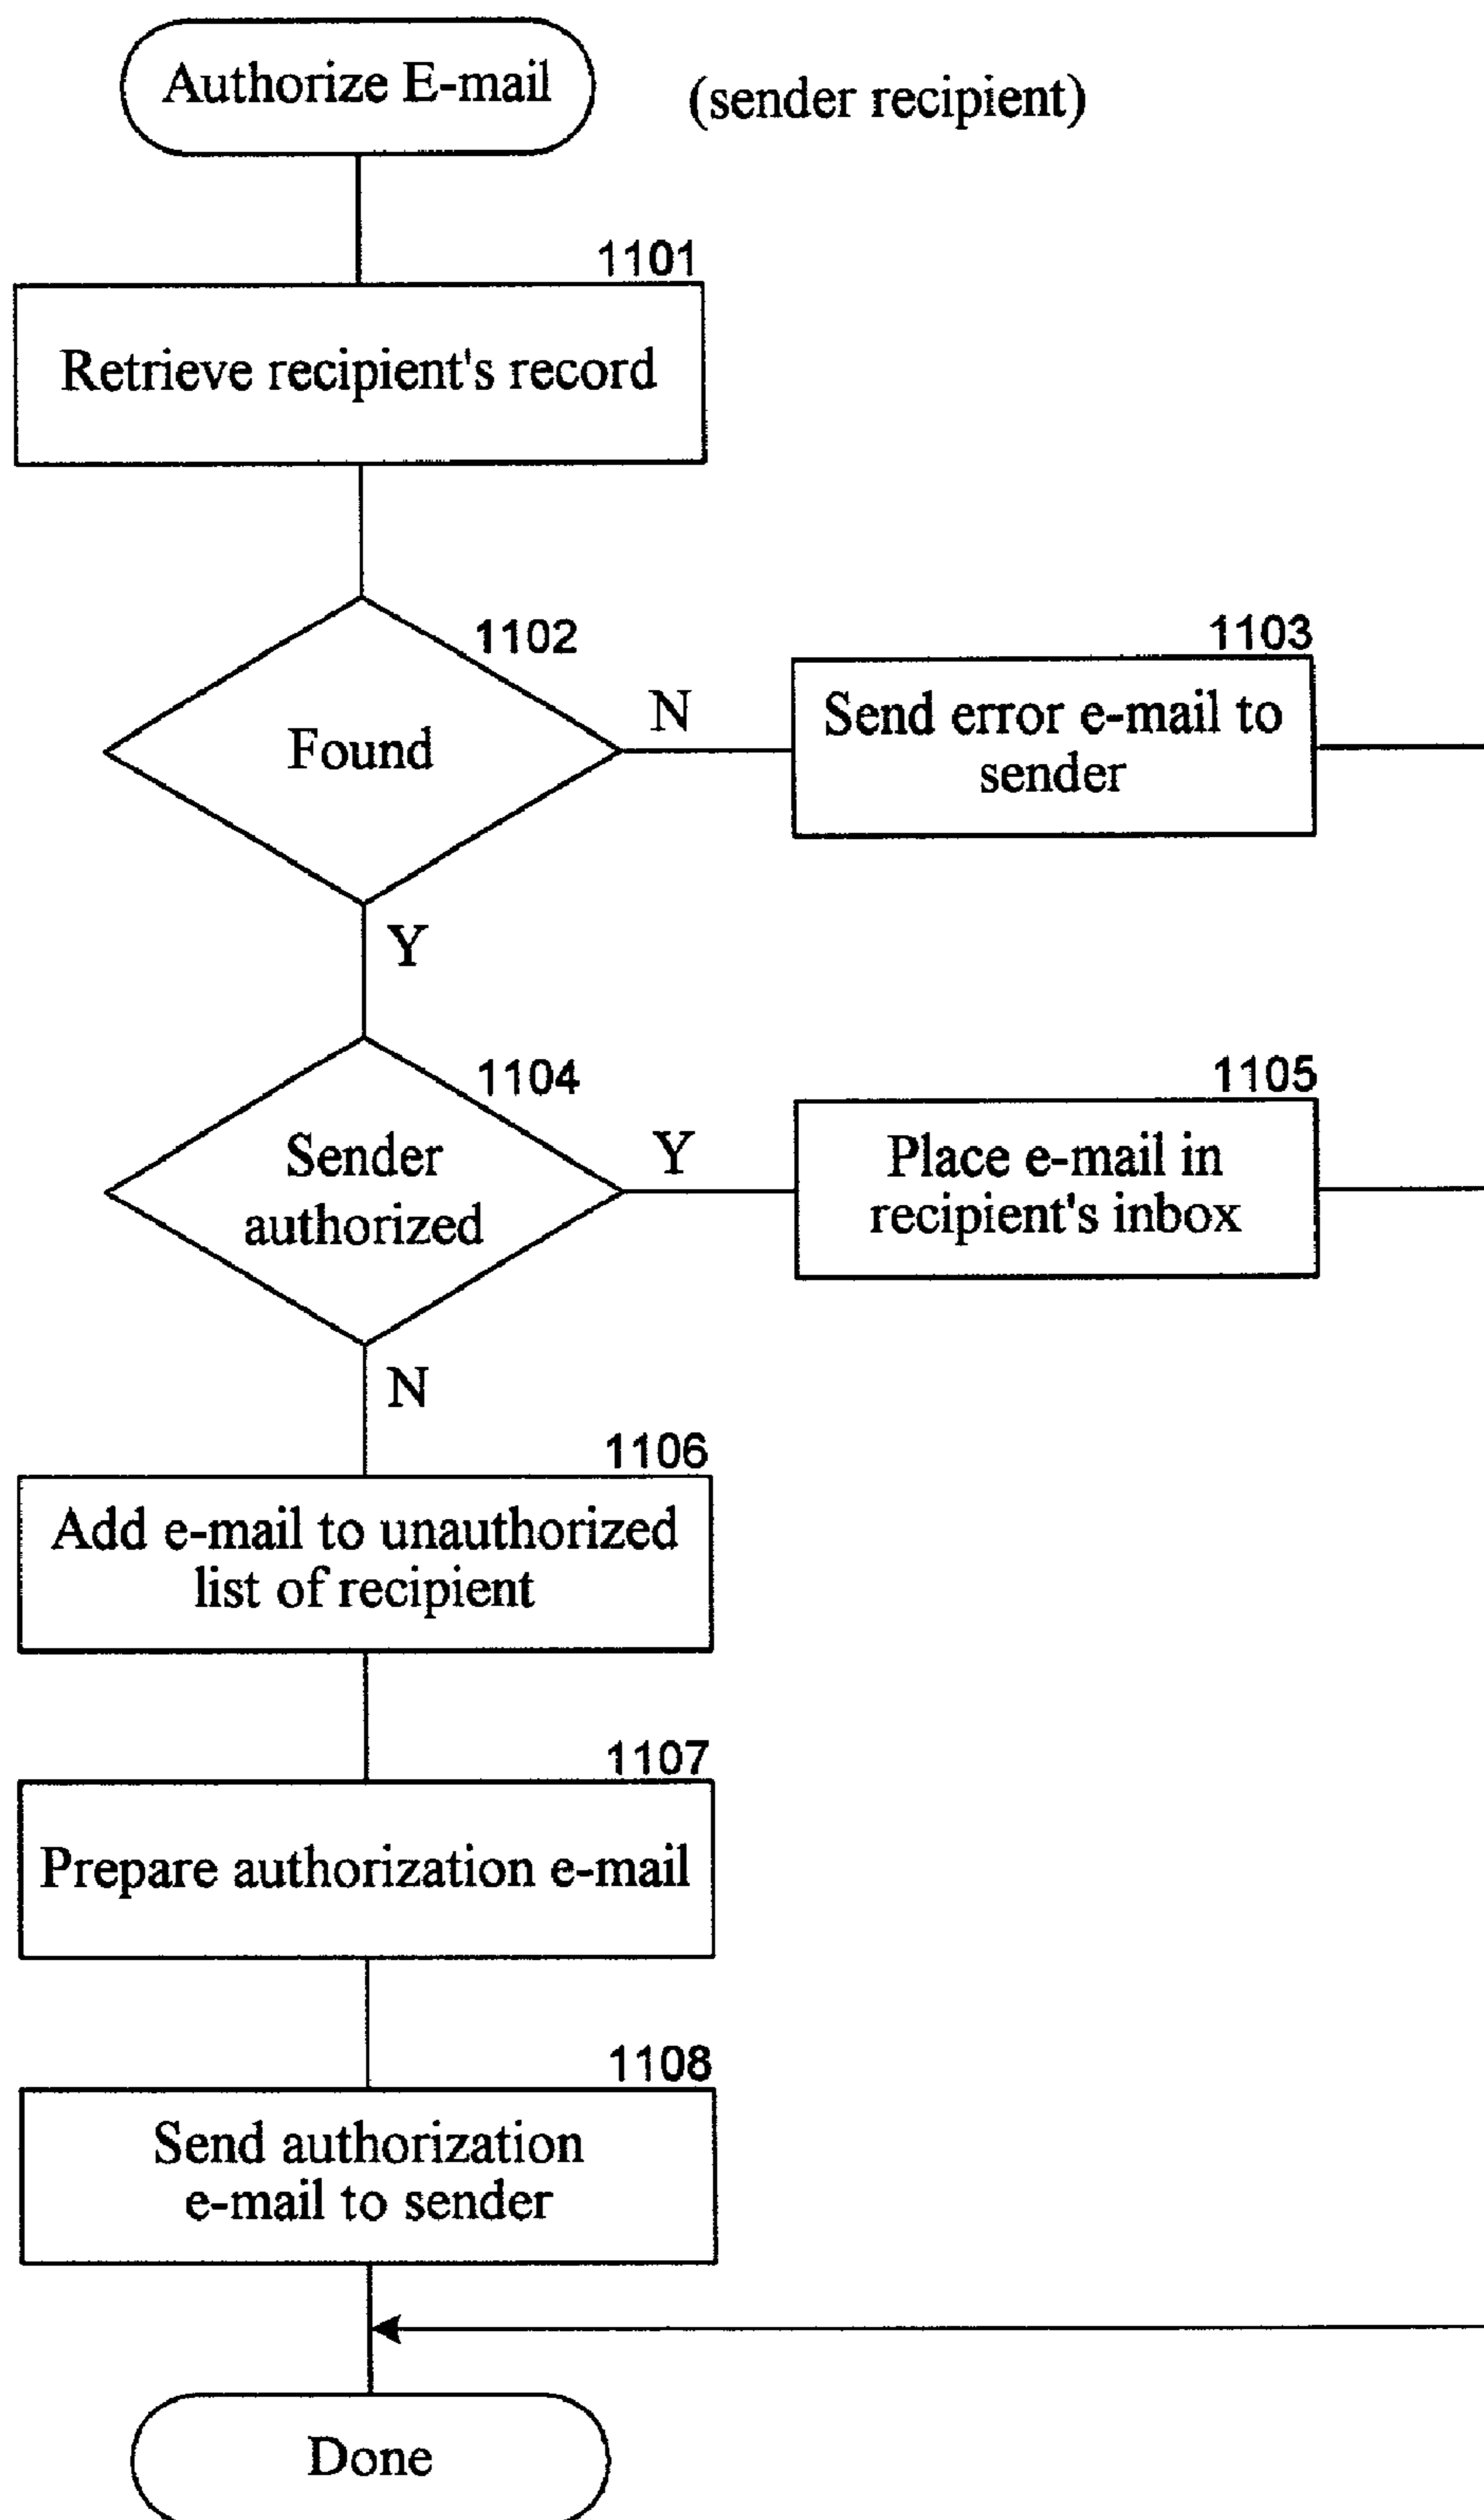 Authorize E-mail
(sender recipient)
1101
Retrieve recipient's record
1102
Found
N
1103
Send error e-mail to
sender
Y
1104
Sender
authorized
Y
1105
Place e-mail in
recipient's inbox
N
1106
Add e-mail to unauthorized
list of recipient
1107
Prepare authorization e-mail
1108
Send authorization
e-mail to sender
Done